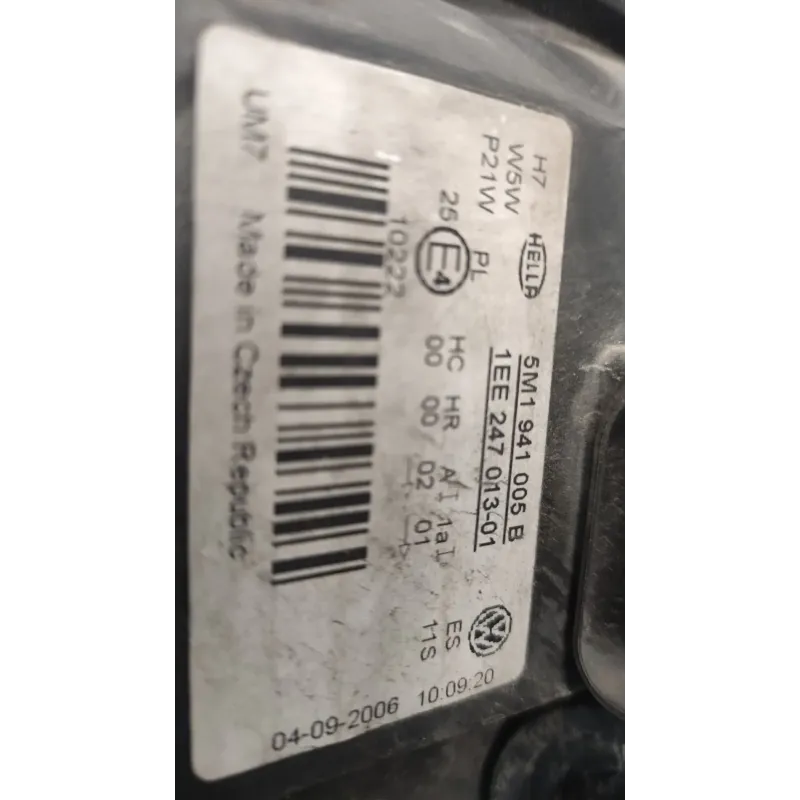 H7
W5W
P21W
HELLA
5M1 941 005 B
1EE 247 013-01
PL
25
E4
HC HR A 1a
00 00 02 01
ES
11S
10222
UM7 Made in Czech Republic
04-09-2006 10:09:20